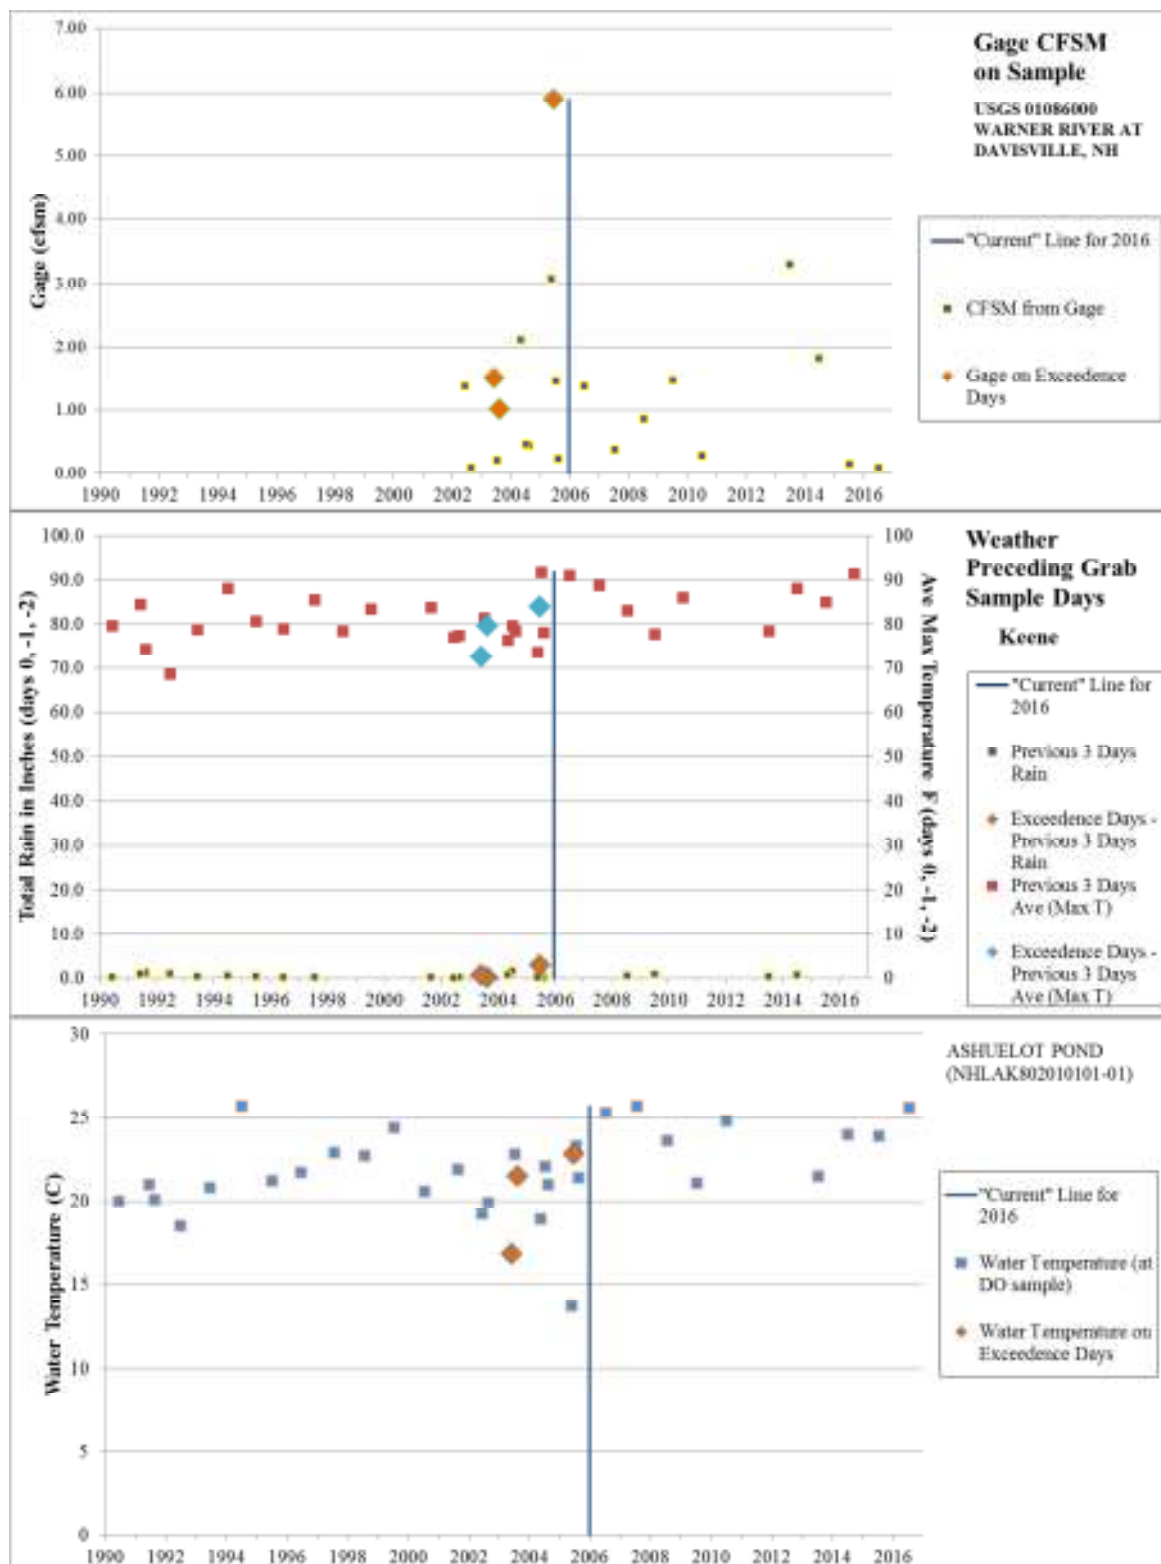 Gage CFSM
on Sample
USGS 01086000
WARNER RIVER AT
DAVISVILLE, NH
Gage (cfsm)
7.00
6.00
5.00
4.00
3.00
2.00
1.00
0.00
1990 1992 1994 1996 1998 2000 2002 2004 2006 2008 2010 2012 2014 2016
"Current" Line for 2016
CFSM from Gage
Gage on Exceedence
Days
Weather
Preceding Grab
Sample Days
Keene
Total Rain in Inches (days 0, -1, -2)
100.0
90.0
80.0
70.0
60.0
50.0
40.0
30.0
20.0
10.0
0.0
Ave Max Temperature F (days 0, -1, -2)
100
90
80
70
60
50
40
30
20
10
0
1990 1992 1994 1996 1998 2000 2002 2004 2006 2008 2010 2012 2014 2016
"Current" Line for
2016
Previous 3 Days
Rain
Exceedence Days -
Previous 3 Days
Rain
Previous 3 Days
Ave (Max T)
Exceedence Days -
Previous 3 Days
Ave (Max T)
ASHUELOT POND
(NHLAK802010101-01)
Water Temperature (C)
30
25
20
15
10
5
0
1990 1992 1994 1996 1998 2000 2002 2004 2006 2008 2010 2012 2014 2016
"Current" Line for
2016
Water Temperature (at
DO sample)
Water Temperature on
Exceedence Days